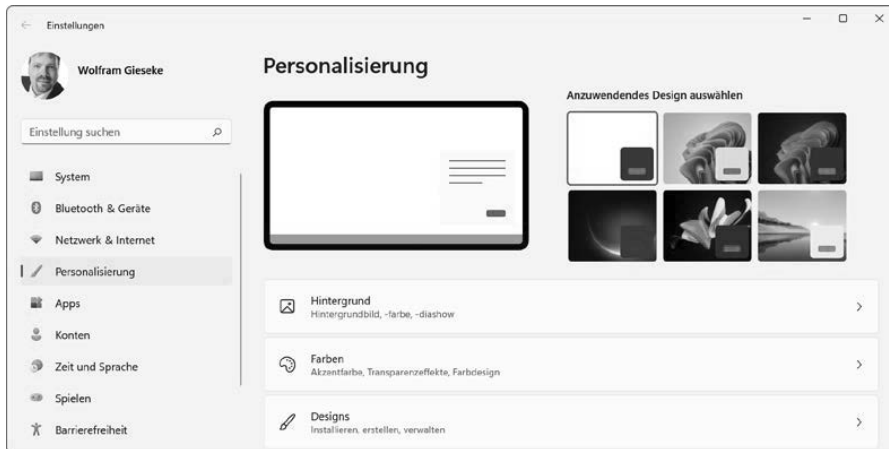 Einstellungen
Wolfram Gieseke
Einstellung suchen
System
Bluetooth & Geräte
Netzwerk & Internet
Personalisierung
Apps
Konten
Zeit und Sprache
Spielen
Barrierefreiheit
Personalisierung
Anzuwendendes Design auswählen
Hintergrund
Hintergrundbild, -farbe, -diashow
Farben
Akzentfarbe, Transparenzeffekte, Farbdesign
Designs
Installieren, erstellen, verwalten